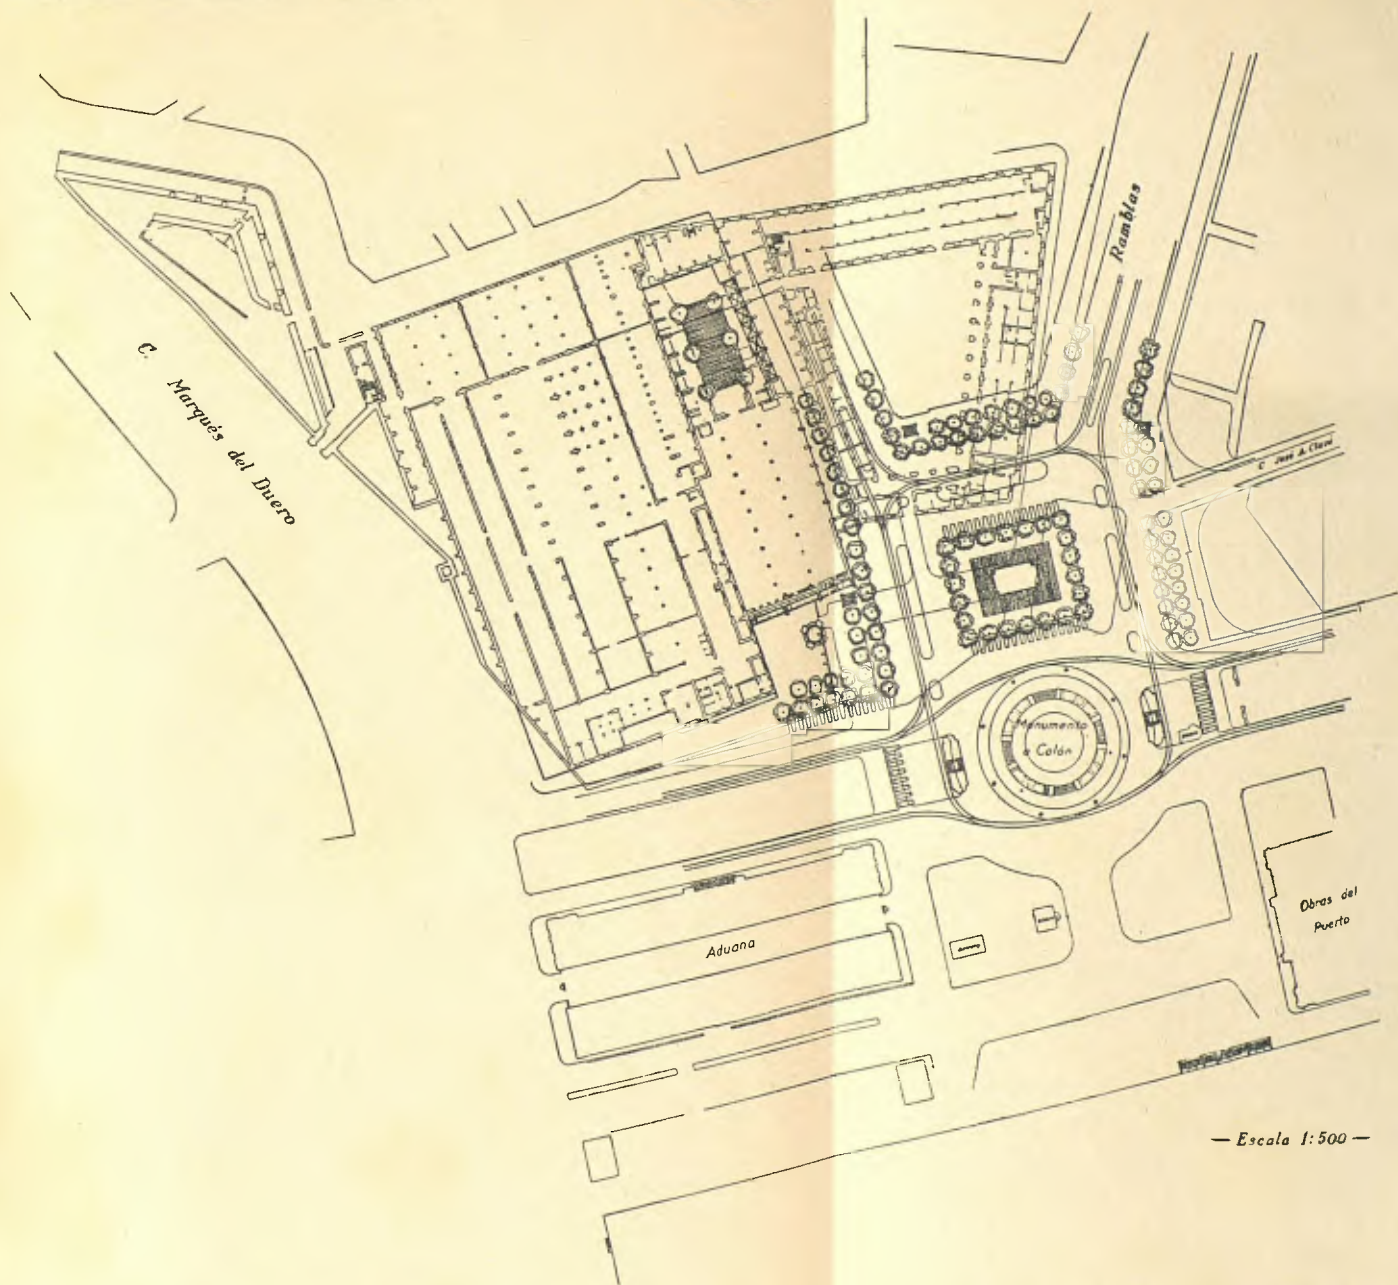 Ramblas
C. Marqués del Duero
C José A. Clavé
Monumento
a Colón
Aduana
Obras del
Puerto
— Escala 1:500 —